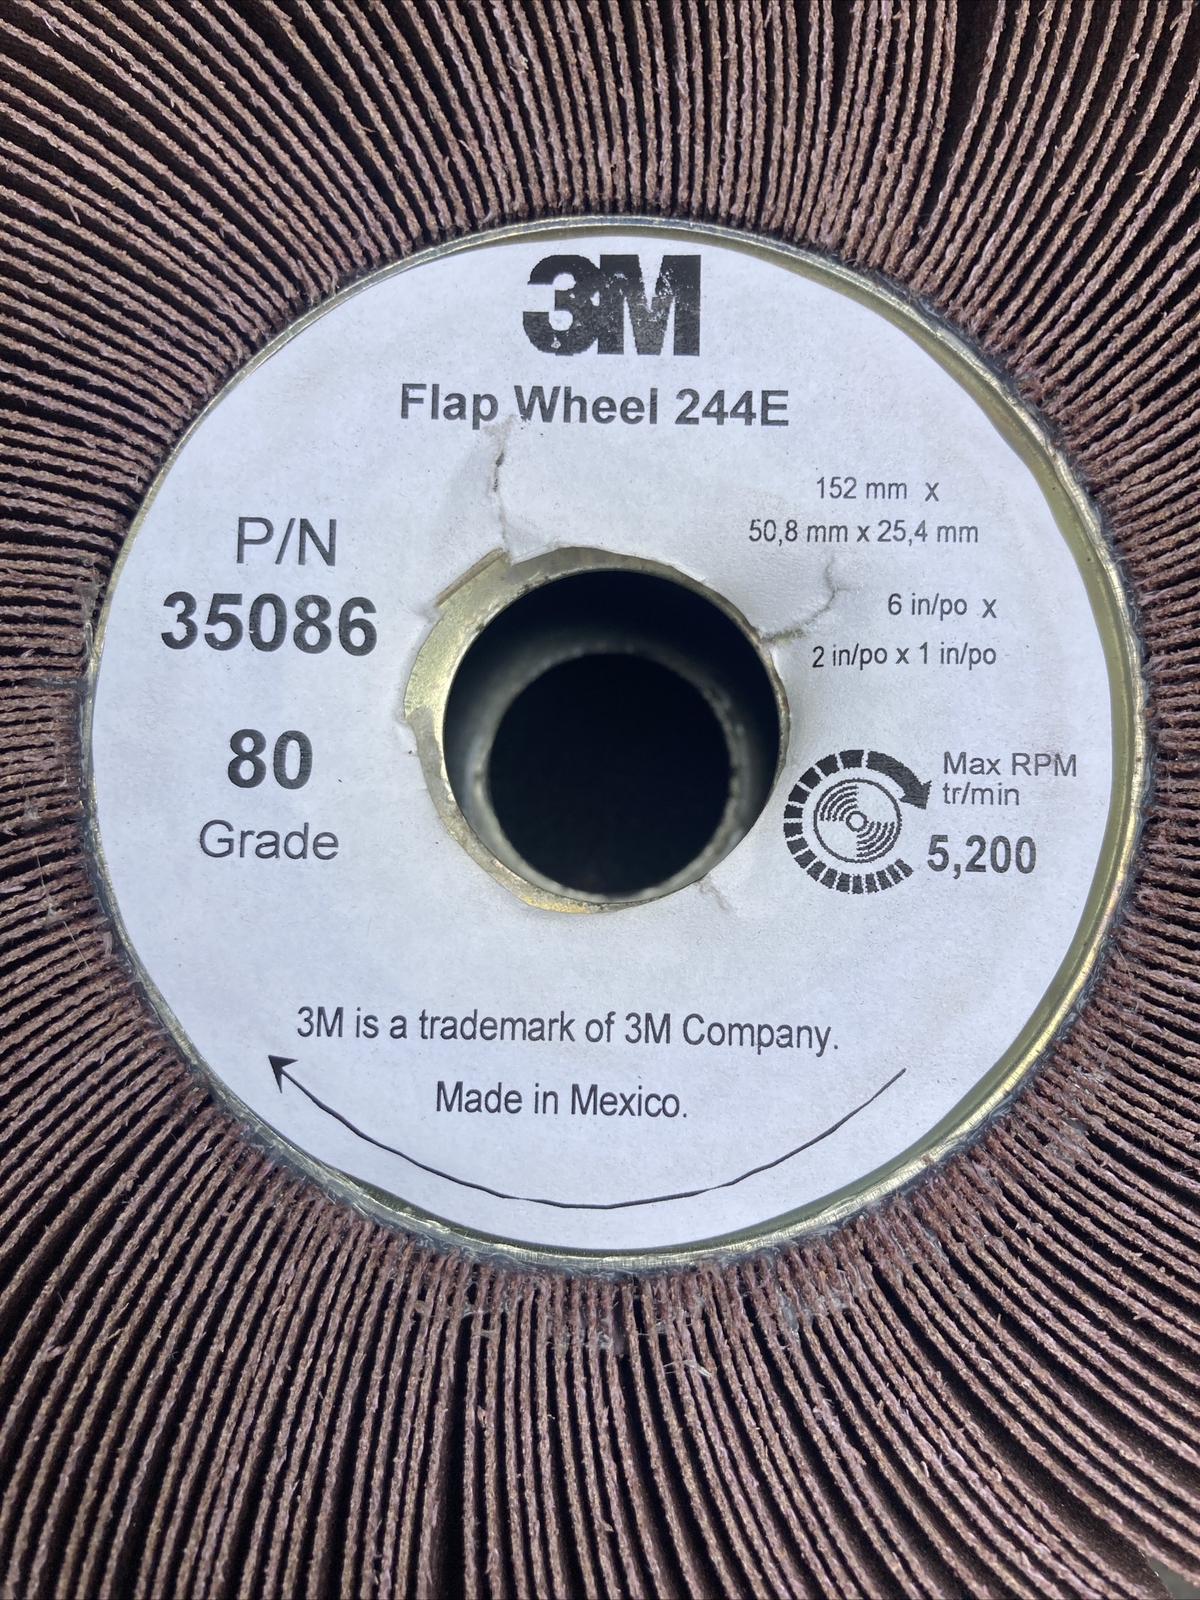 3M
Flap Wheel 244E
152 mm x
50,8 mm x 25,4 mm
P/N
35086
6 in/po x
2 in/po x 1 in/po
80
Grade
Max RPM
tr/min
5,200
3M is a trademark of 3M Company.
Made in Mexico.